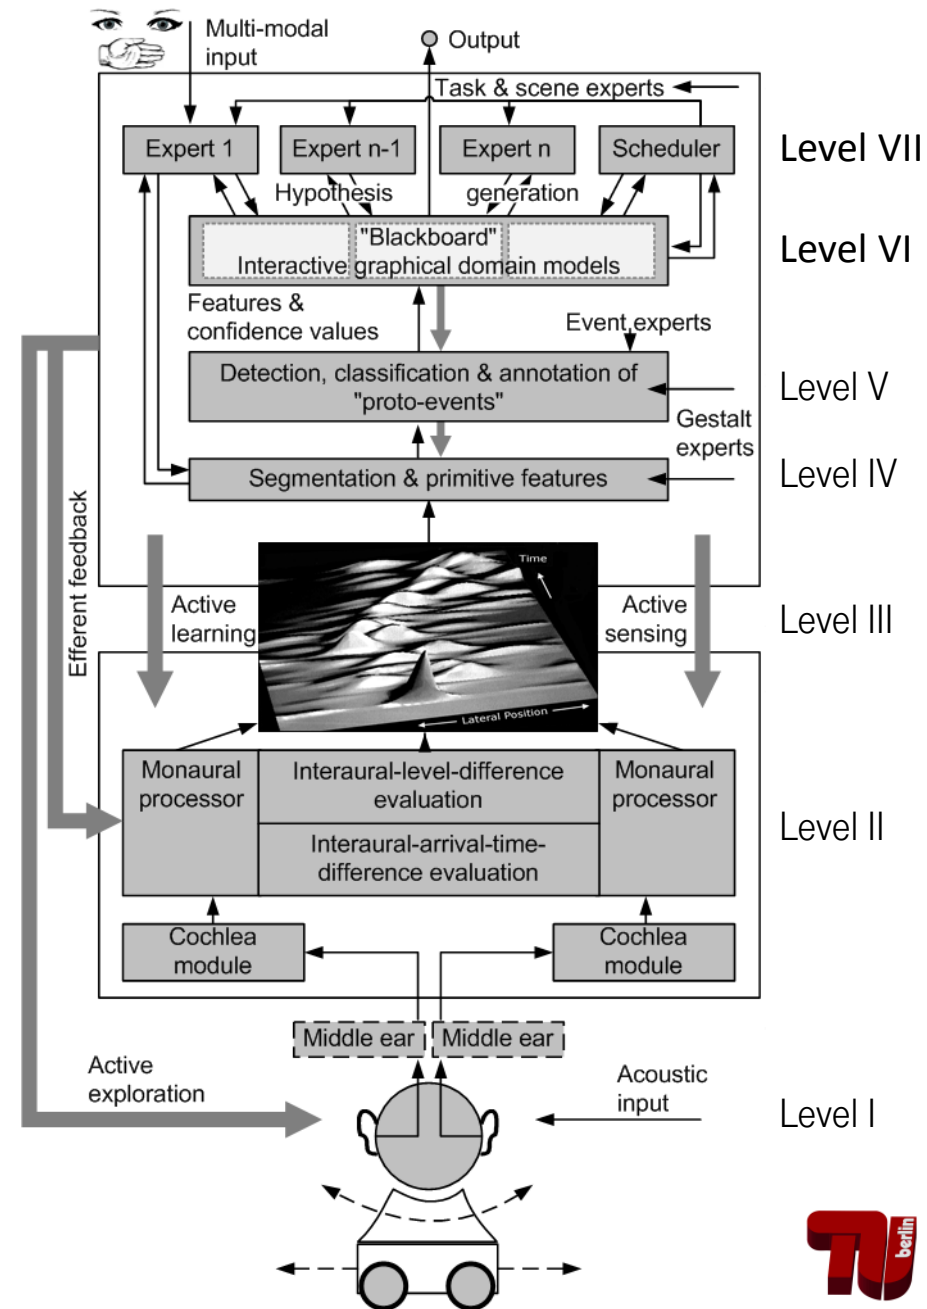 Multi-modal
input
Output
Task & scene experts
Expert 1
Expert n-1
Expert n
Scheduler
Level VII
Hypothesis
generation
"Blackboard"
Interactive graphical domain models
Level VI
Features &
confidence values
Event experts
Detection, classification & annotation of
"proto-events"
Level V
Gestalt
experts
Segmentation & primitive features
Level IV
Efferent feedback
Time
Active
learning
Active
sensing
Level III
Lateral Position
Monaural
processor
Interaural-level-difference
evaluation
Monaural
processor
Interaural-arrival-time-
difference evaluation
Level II
Cochlea
module
Cochlea
module
Middle ear
Middle ear
Active
exploration
Acoustic
input
Level I
TU
berlin